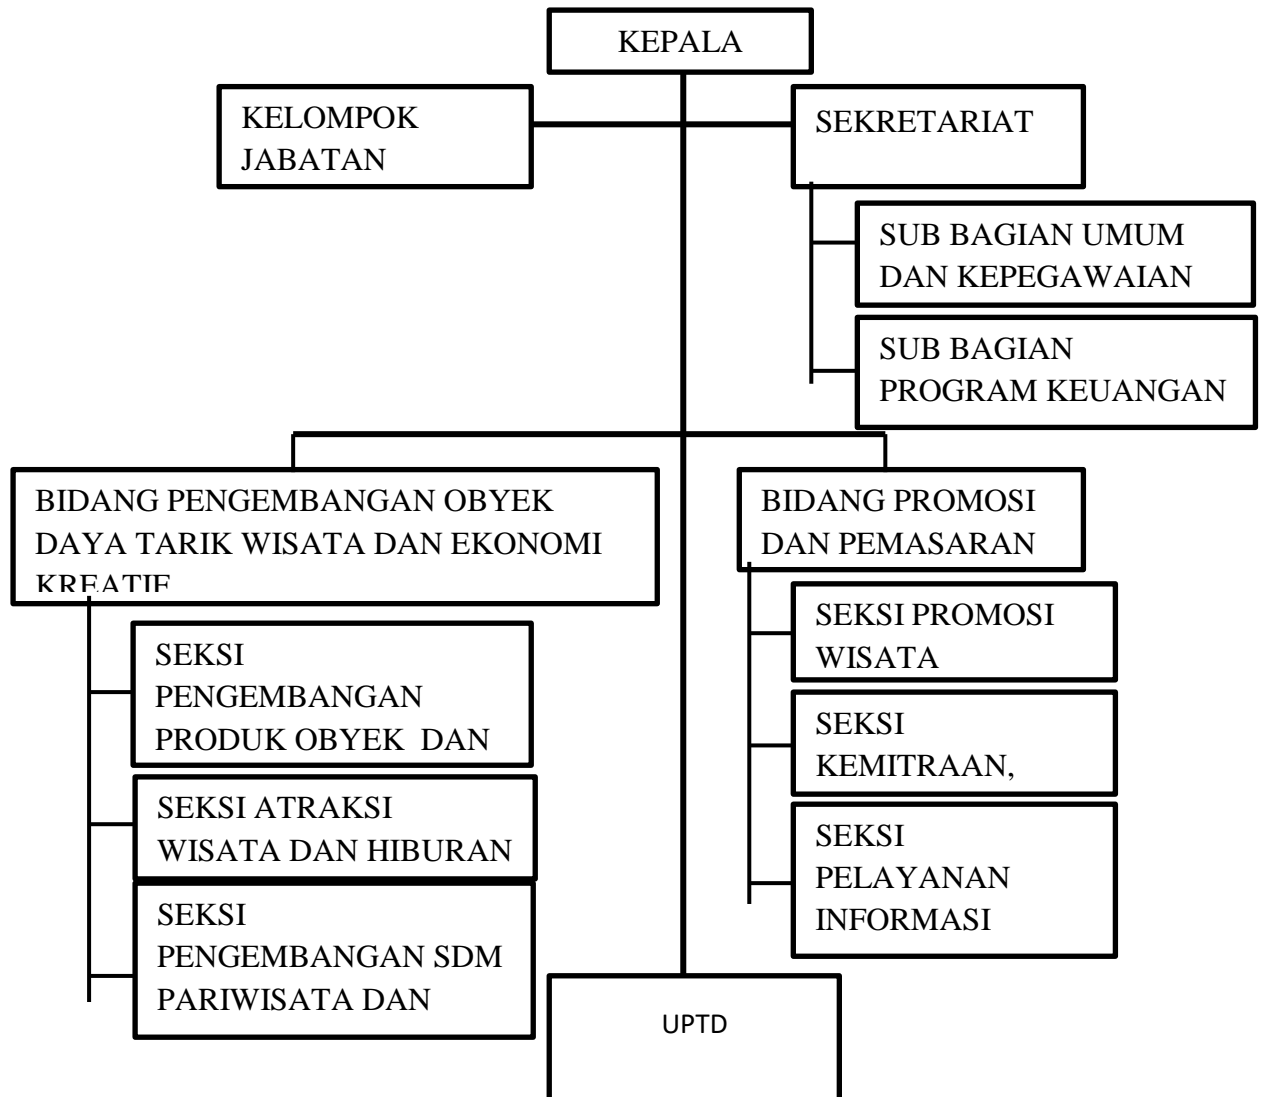 KEPALA
KELOMPOK
JABATAN
SEKRETARIAT
SUB BAGIAN UMUM
DAN KEPEGAWAIAN
SUB BAGIAN
PROGRAM KEUANGAN
BIDANG PENGEMBANGAN OBYEK
DAYA TARIK WISATA DAN EKONOMI
KREATIF
SEKSI
PENGEMBANGAN
PRODUK OBYEK DAN
SEKSI ATRAKSI
WISATA DAN HIBURAN
SEKSI
PENGEMBANGAN SDM
PARIWISATA DAN
BIDANG PROMOSI
DAN PEMASARAN
SEKSI PROMOSI
WISATA
SEKSI
KEMITRAAN,
SEKSI
PELAYANAN
INFORMASI
UPTD